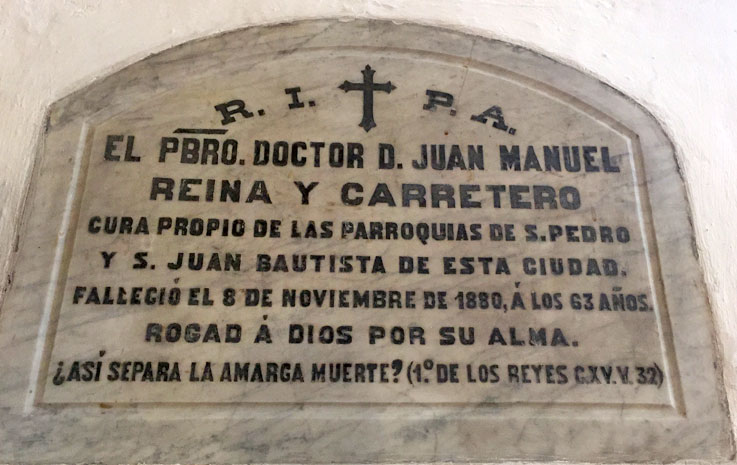 R. I. P. A.
EL PBRO. DOCTOR D. JUAN MANUEL
REINA Y CARRETERO
CURA PROPIO DE LAS PARROQUIAS DE S. PEDRO
Y S. JUAN BAUTISTA DE ESTA CIUDAD.
FALLECIÓ EL 8 DE NOVIEMBRE DE 1880, Á LOS 63 AÑOS.
ROGAD Á DIOS POR SU ALMA.
¿ASÍ SEPARA LA AMARGA MUERTE? (1.º DE LOS REYES C.XV. V. 32)